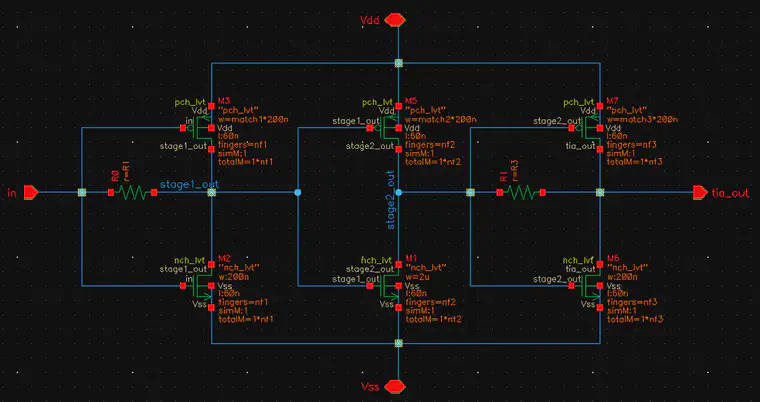 Vdd
pch_lvt
M3
Vdd
"pch_lvt"
in
w=match1*200n
Vdd
l:60n
stage1_out
fingers=nf1
simM:1
totalM=1*nf1
pch_lvt
M5
Vdd
"pch_lvt"
stage1_out
w=match2*200n
Vdd
l:60n
stage2_out
fingers=nf2
simM:1
totalM=1*nf2
pch_lvt
M7
Vdd
"pch_lvt"
stage2_out
w=match3*200n
Vdd
l:60n
tia_out
fingers=nf3
simM:1
totalM=1*nf3
in
R0
r=R1
stage1_out
stage2_out
R1
r=R3
tia_out
nch_lvt
M2
stage1_out
"nch_lvt"
in
w:200n
Vss
l:60n
Vss
fingers=nf1
simM:1
totalM=1*nf1
nch_lvt
M1
stage2_out
"nch_lvt"
stage1_out
w=2u
Vss
l:60n
Vss
fingers=nf2
simM:1
totalM=1*nf2
nch_lvt
M6
tia_out
"nch_lvt"
stage2_out
w:200n
Vss
l:60n
Vss
fingers=nf3
simM:1
totalM=1*nf3
Vss